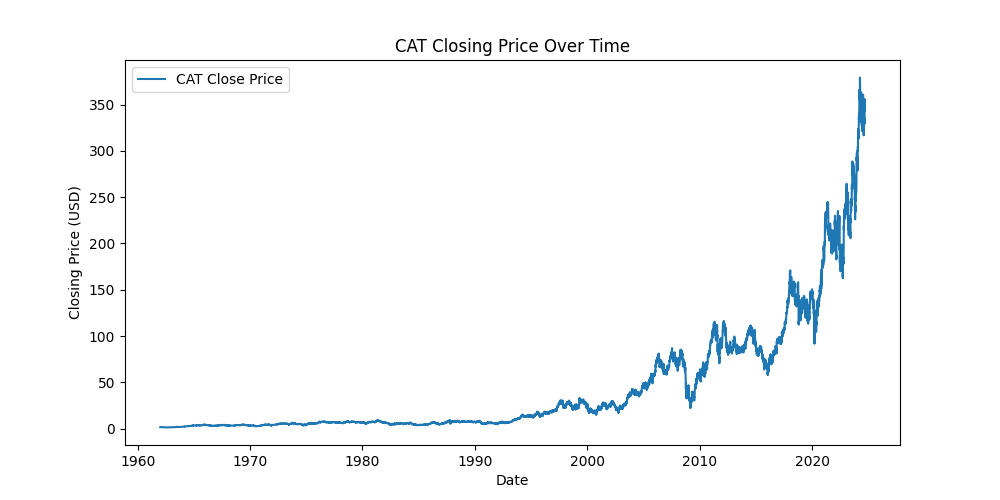 CAT Closing Price Over Time
CAT Close Price
Closing Price (USD)
350
300
250
200
150
100
50
0
1960 1970 1980 1990 2000 2010 2020
Date